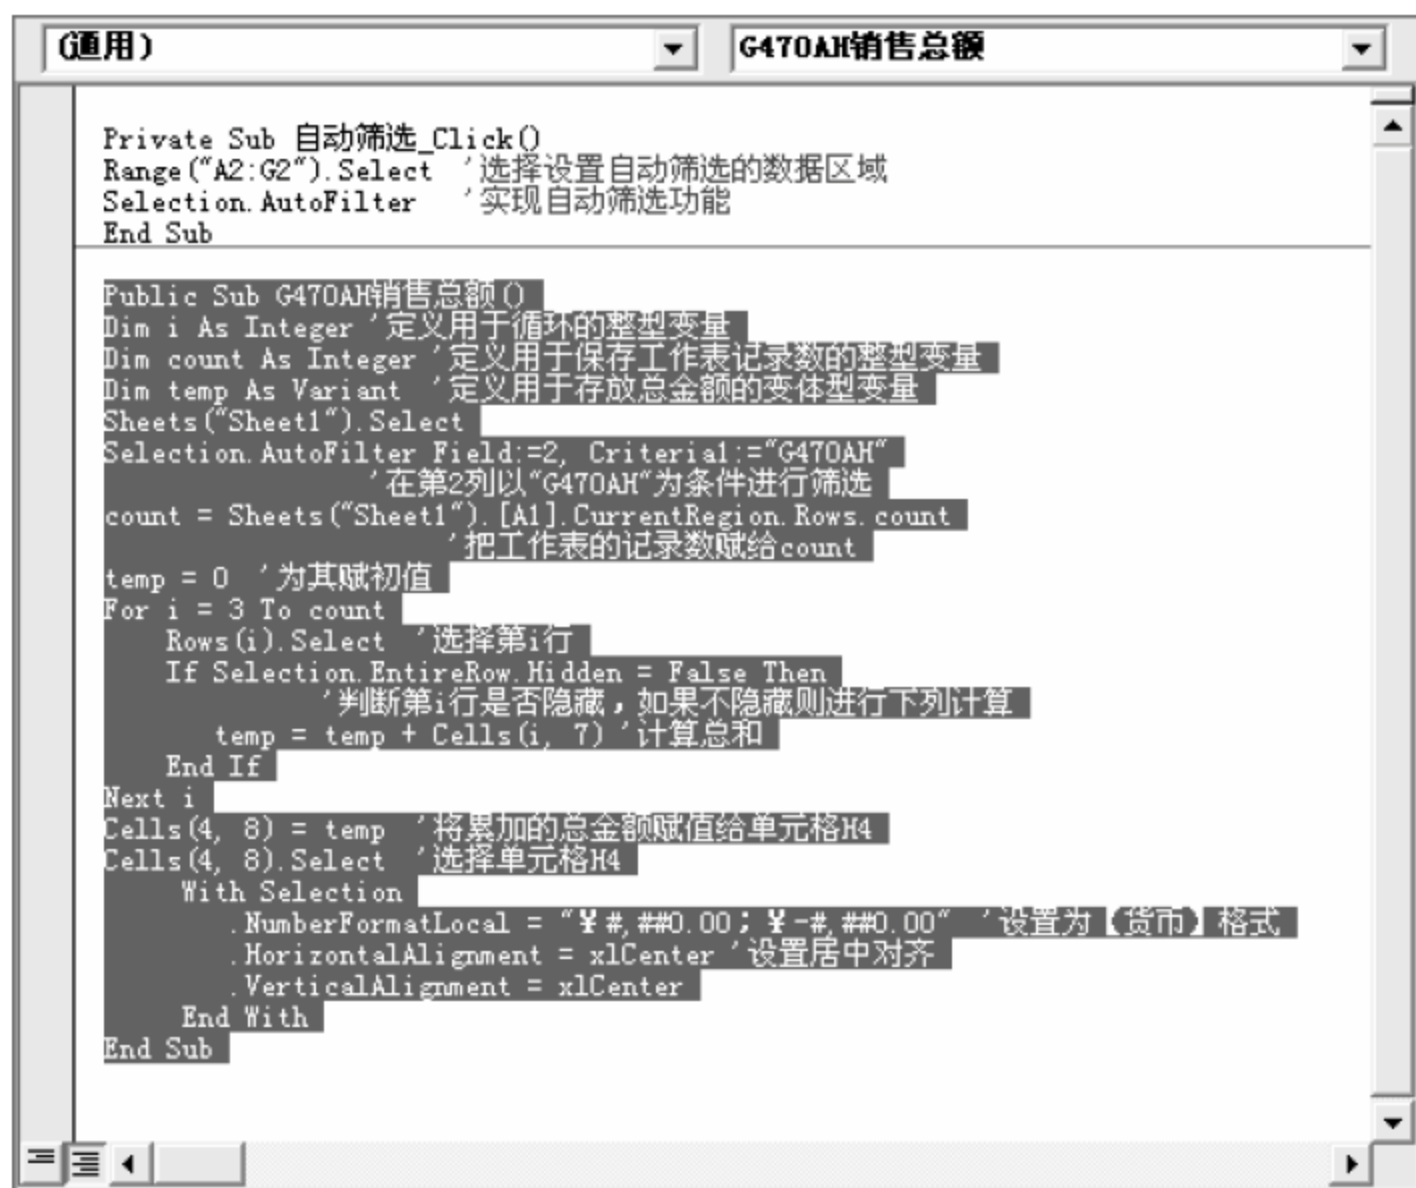 (通用)
G470AH销售总额
Private Sub 自动筛选_Click()
Range("A2:G2").Select '选择设置自动筛选的数据区域
Selection.AutoFilter '实现自动筛选功能
End Sub
Public Sub G470AH销售总额()
Dim i As Integer '定义用于循环的整型变量
Dim count As Integer '定义用于保存工作表记录数的整型变量
Dim temp As Variant '定义用于存放总金额的变体型变量
Sheets("Sheet1").Select
Selection.AutoFilter Field:=2, Criteria1:="G470AH"
'在第2列以"G470AH"为条件进行筛选
count = Sheets("Sheet1").[A1].CurrentRegion.Rows.count
'把工作表的记录数赋给count
temp = 0 '为其赋初值
For i = 3 To count
Rows(i).Select '选择第i行
If Selection.EntireRow.Hidden = False Then
'判断第i行是否隐藏，如果不隐藏则进行下列计算
temp = temp + Cells(i, 7) '计算总和
End If
Next i
Cells(4, 8) = temp '将累加的总金额赋值给单元格H4
Cells(4, 8).Select '选择单元格H4
With Selection
.NumberFormatLocal = "¥#,##0.00；¥-#,##0.00" '设置为【货币】格式
.HorizontalAlignment = xlCenter '设置居中对齐
.VerticalAlignment = xlCenter
End With
End Sub